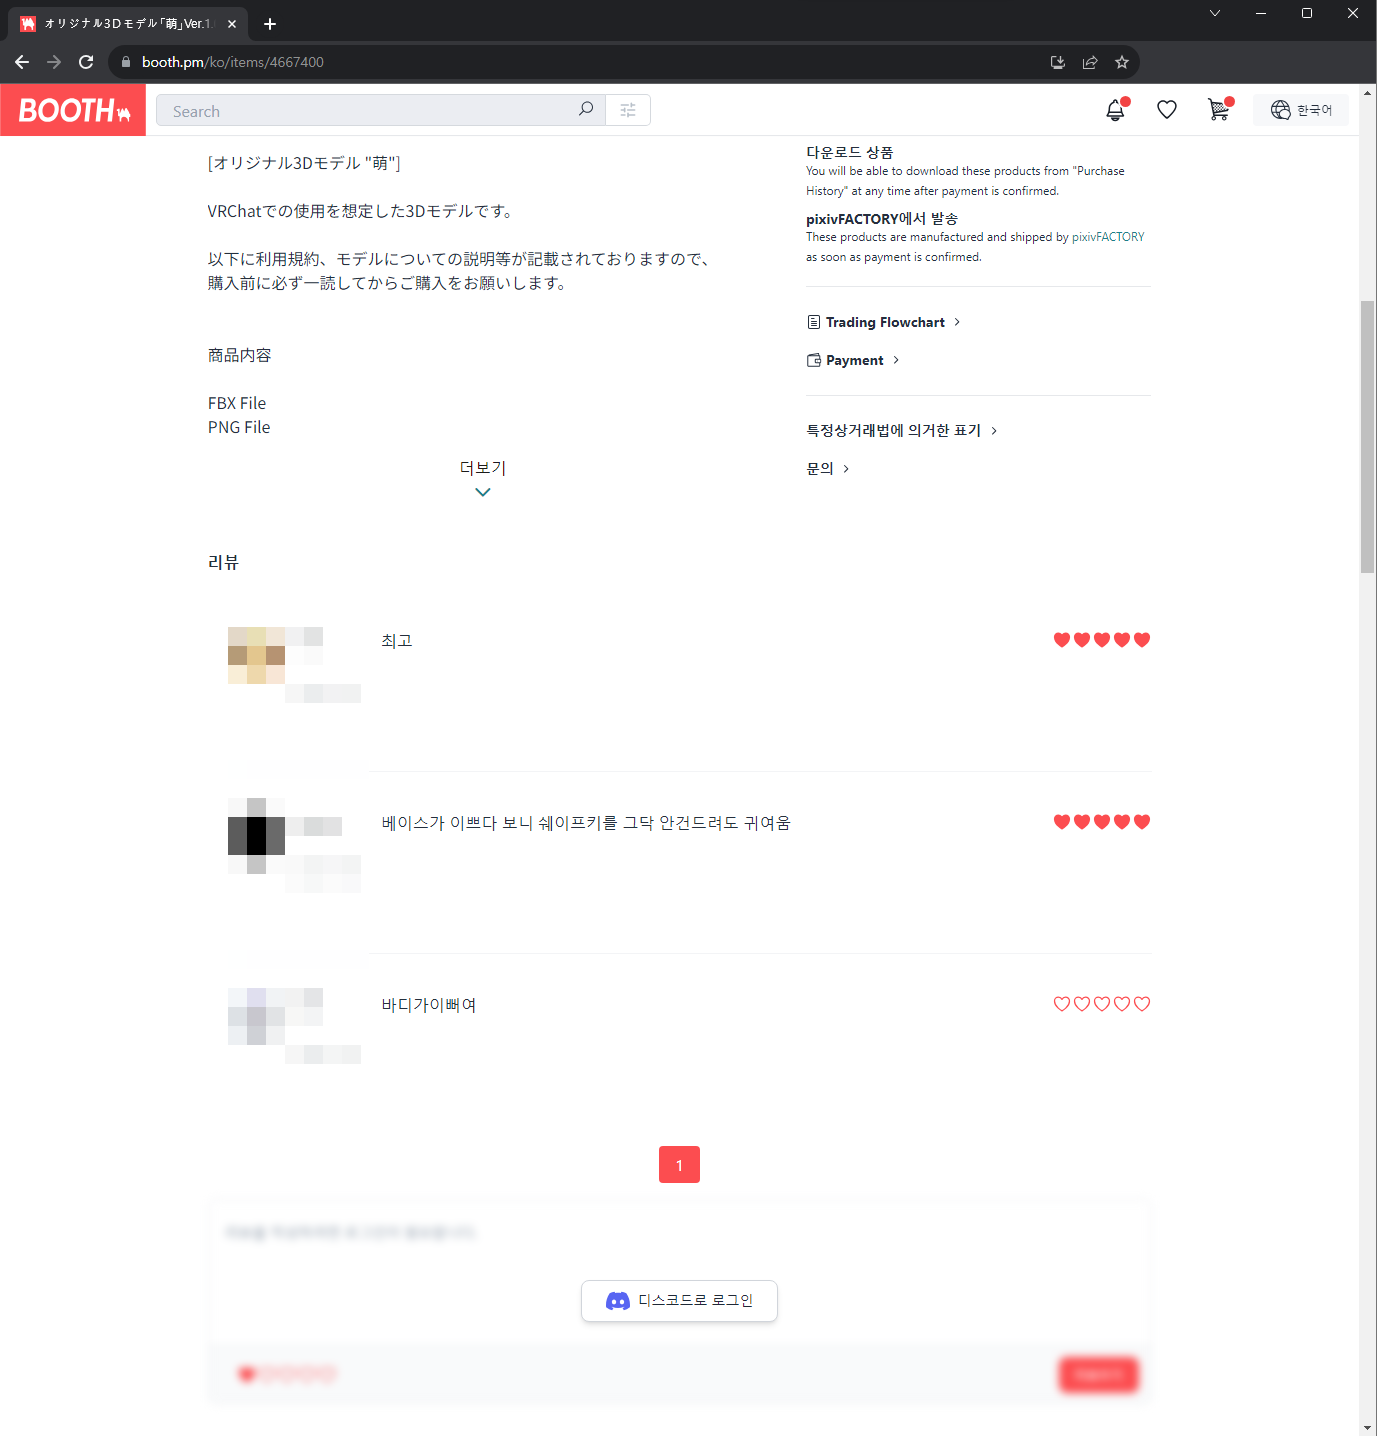 オリジナル3Dモデル「萌」Ver.1.
booth.pm/ko/items/4667400
BOOTH
Search
한국어
[オリジナル3Dモデル "萌"]
VRChatでの使用を想定した3Dモデルです。
以下に利用規約、モデルについての説明等が記載されておりますので、
購入前に必ず一読してからご購入をお願いします。
商品内容
FBX File
PNG File
더보기
다운로드 상품
You will be able to download these products from "Purchase
History" at any time after payment is confirmed.
pixivFACTORY에서 발송
These products are manufactured and shipped by pixivFACTORY
as soon as payment is confirmed.
Trading Flowchart
Payment
특정상거래법에 의거한 표기
문의
리뷰
최고
베이스가 이쁘다 보니 쉐이프키를 그닥 안건드려도 귀여움
바디가이뻐여
1
디스코드로 로그인